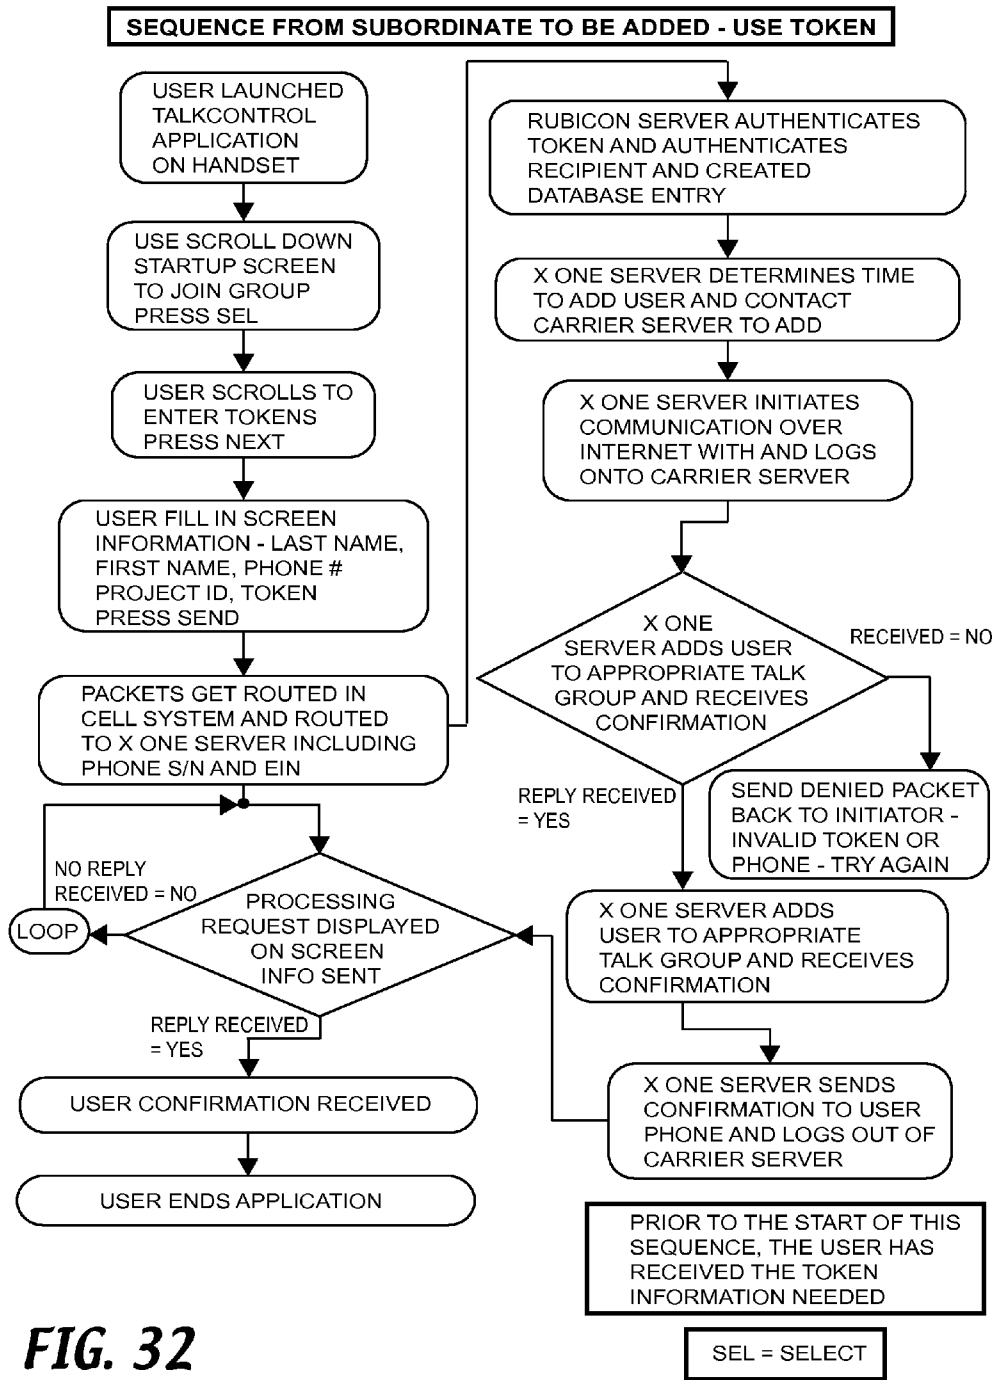 SEQUENCE FROM SUBORDINATE TO BE ADDED - USE TOKEN
USER LAUNCHED
TALKCONTROL
APPLICATION
ON HANDSET
USE SCROLL DOWN
STARTUP SCREEN
TO JOIN GROUP
PRESS SEL
USER SCROLLS TO
ENTER TOKENS
PRESS NEXT
USER FILL IN SCREEN
INFORMATION - LAST NAME,
FIRST NAME, PHONE #
PROJECT ID, TOKEN
PRESS SEND
PACKETS GET ROUTED IN
CELL SYSTEM AND ROUTED
TO X ONE SERVER INCLUDING
PHONE S/N AND EIN
NO REPLY
RECEIVED = NO
LOOP
PROCESSING
REQUEST DISPLAYED
ON SCREEN
INFO SENT
REPLY RECEIVED
= YES
USER CONFIRMATION RECEIVED
USER ENDS APPLICATION
RUBICON SERVER AUTHENTICATES
TOKEN AND AUTHENTICATES
RECIPIENT AND CREATED
DATABASE ENTRY
X ONE SERVER DETERMINES TIME
TO ADD USER AND CONTACT
CARRIER SERVER TO ADD
X ONE SERVER INITIATES
COMMUNICATION OVER
INTERNET WITH AND LOGS
ONTO CARRIER SERVER
X ONE
SERVER ADDS USER
TO APPROPRIATE TALK
GROUP AND RECEIVES
CONFIRMATION
RECEIVED = NO
REPLY RECEIVED
= YES
SEND DENIED PACKET
BACK TO INITIATOR -
INVALID TOKEN OR
PHONE - TRY AGAIN
X ONE SERVER ADDS
USER TO APPROPRIATE
TALK GROUP AND RECEIVES
CONFIRMATION
X ONE SERVER SENDS
CONFIRMATION TO USER
PHONE AND LOGS OUT OF
CARRIER SERVER
PRIOR TO THE START OF THIS
SEQUENCE, THE USER HAS
RECEIVED THE TOKEN
INFORMATION NEEDED
SEL = SELECT
FIG. 32